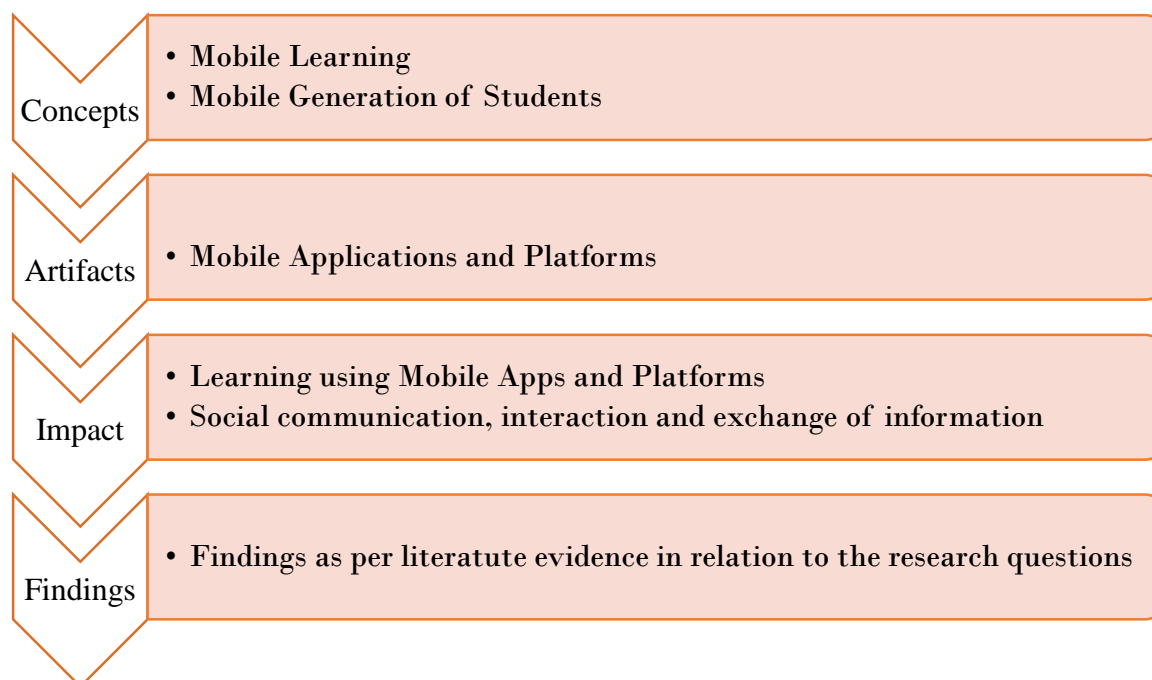 Concepts
• Mobile Learning
• Mobile Generation of Students
Artifacts
• Mobile Applications and Platforms
Impact
• Learning using Mobile Apps and Platforms
• Social communication, interaction and exchange of information
Findings
• Findings as per literatute evidence in relation to the research questions